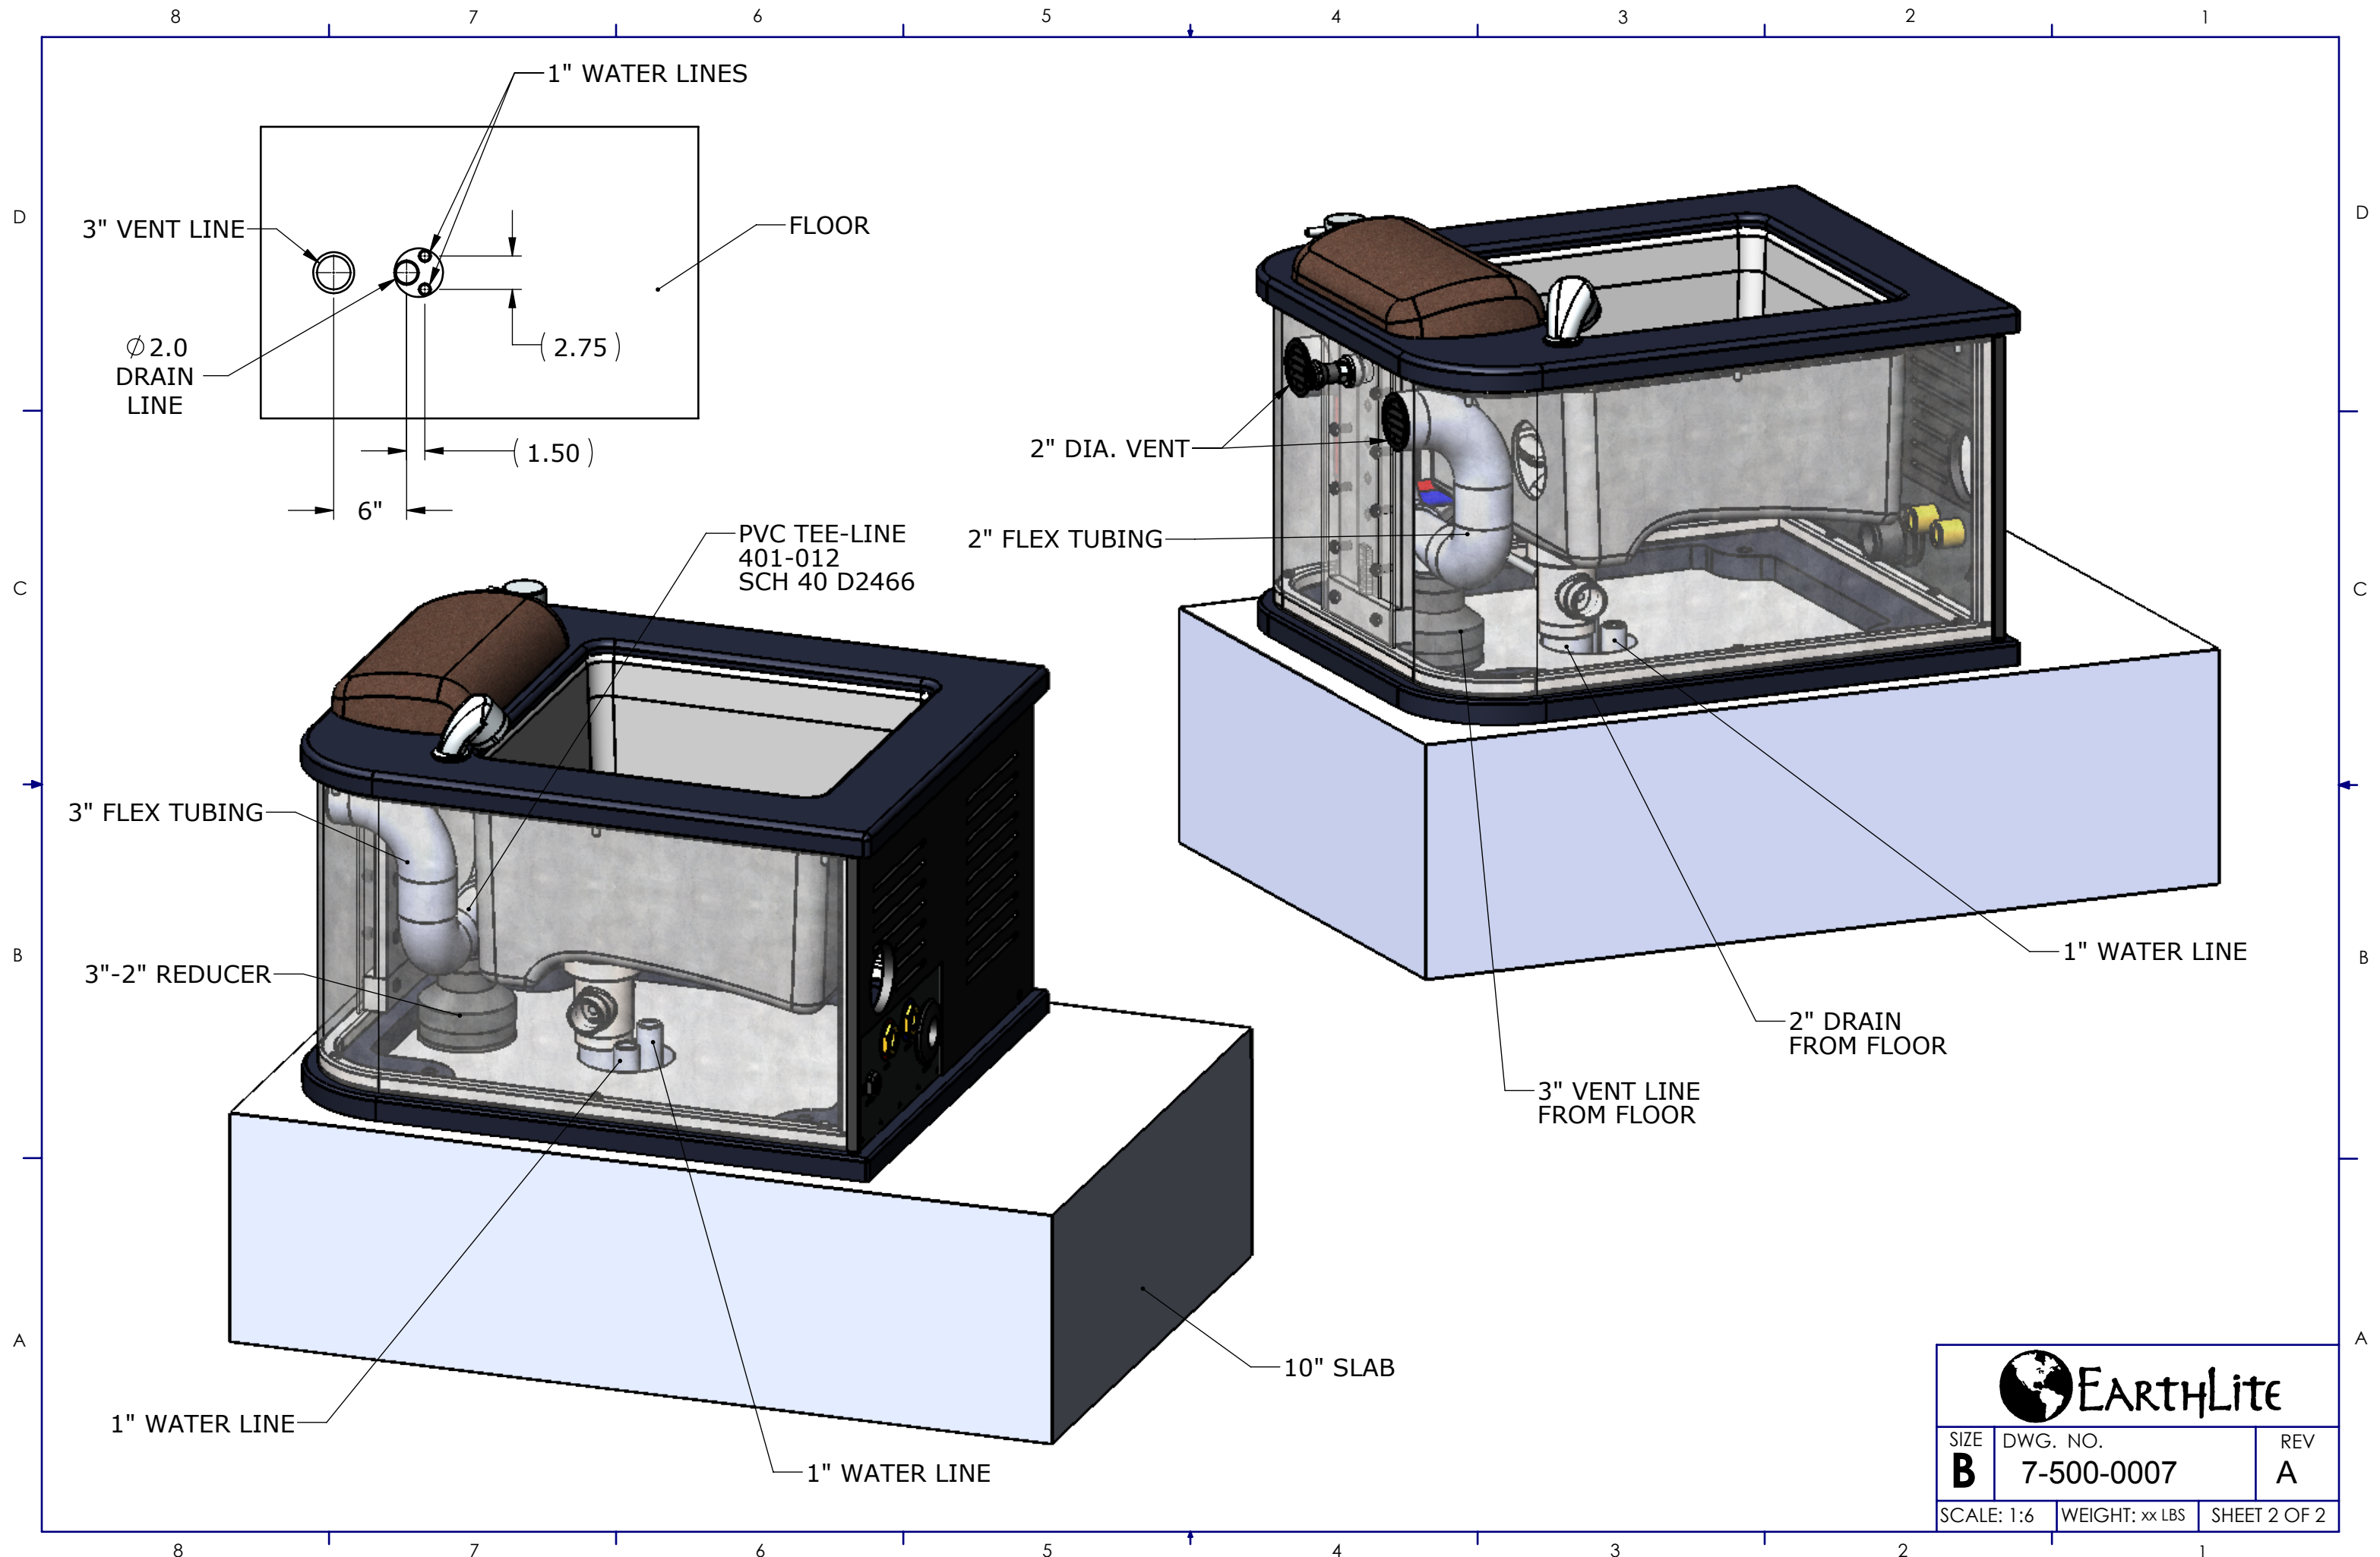 8 7 6 5 4 3 2 1
D
D
C
C
B
B
A
A
1" WATER LINES
3" VENT LINE
FLOOR
⌀2.0
DRAIN
LINE
(2.75)
(1.50)
6"
PVC TEE-LINE
401-012
SCH 40 D2466
2" DIA. VENT
2" FLEX TUBING
3" FLEX TUBING
3"-2" REDUCER
1" WATER LINE
2" DRAIN
FROM FLOOR
3" VENT LINE
FROM FLOOR
10" SLAB
1" WATER LINE
1" WATER LINE
EARTHLITE
SIZE
B
DWG. NO.
7-500-0007
REV
A
SCALE: 1:6
WEIGHT: xx LBS
SHEET 2 OF 2
8 7 6 5 4 3 2 1